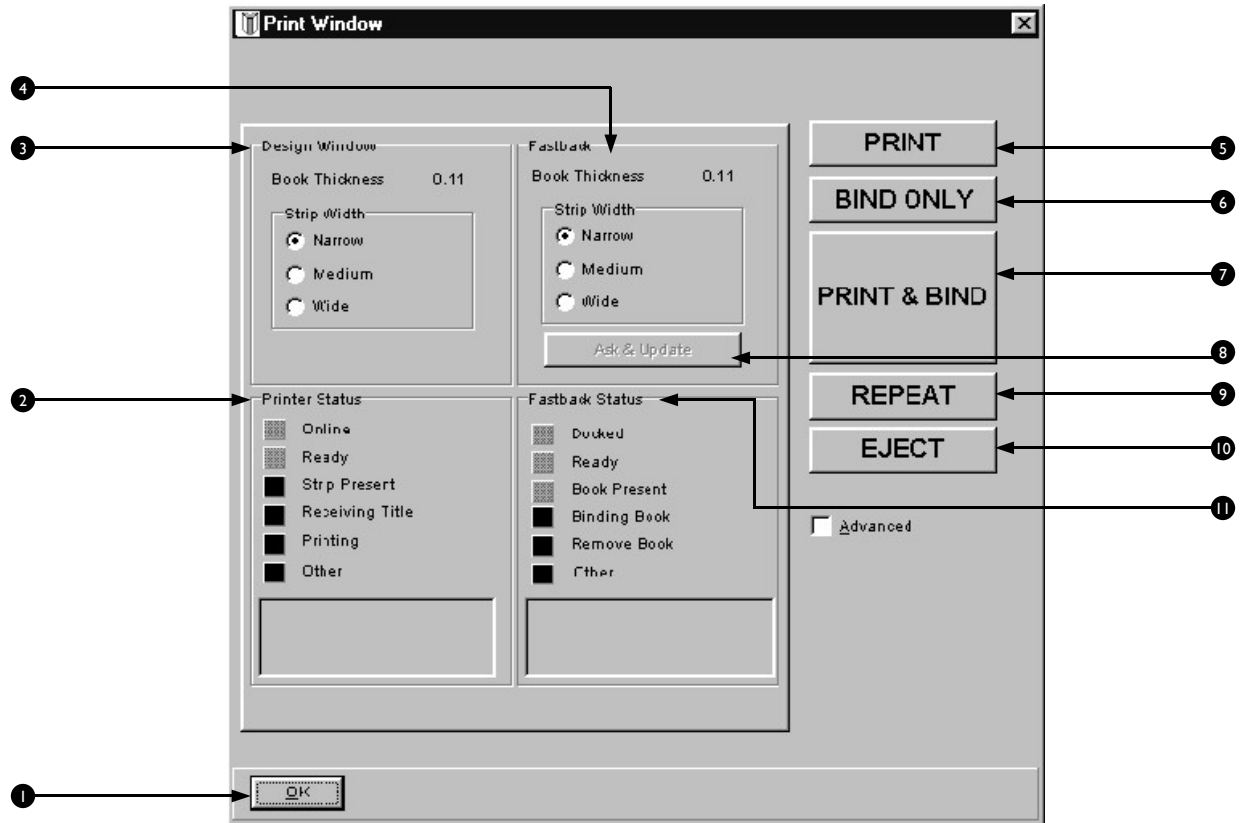 Print Window
4
3
Design Window
Book Thickness 0.11
Strip Width
Narrow
Medium
Wide
Fastback
Book Thickness 0.11
Strip Width
Narrow
Medium
Wide
Ask & Update
PRINT
5
BIND ONLY
6
PRINT & BIND
7
8
REPEAT
9
EJECT
10
2
Printer Status
Online
Ready
Strip Present
Receiving Title
Printing
Other
Fastback Status
Docked
Ready
Book Present
Binding Book
Remove Book
Other
11
Advanced
1
OK